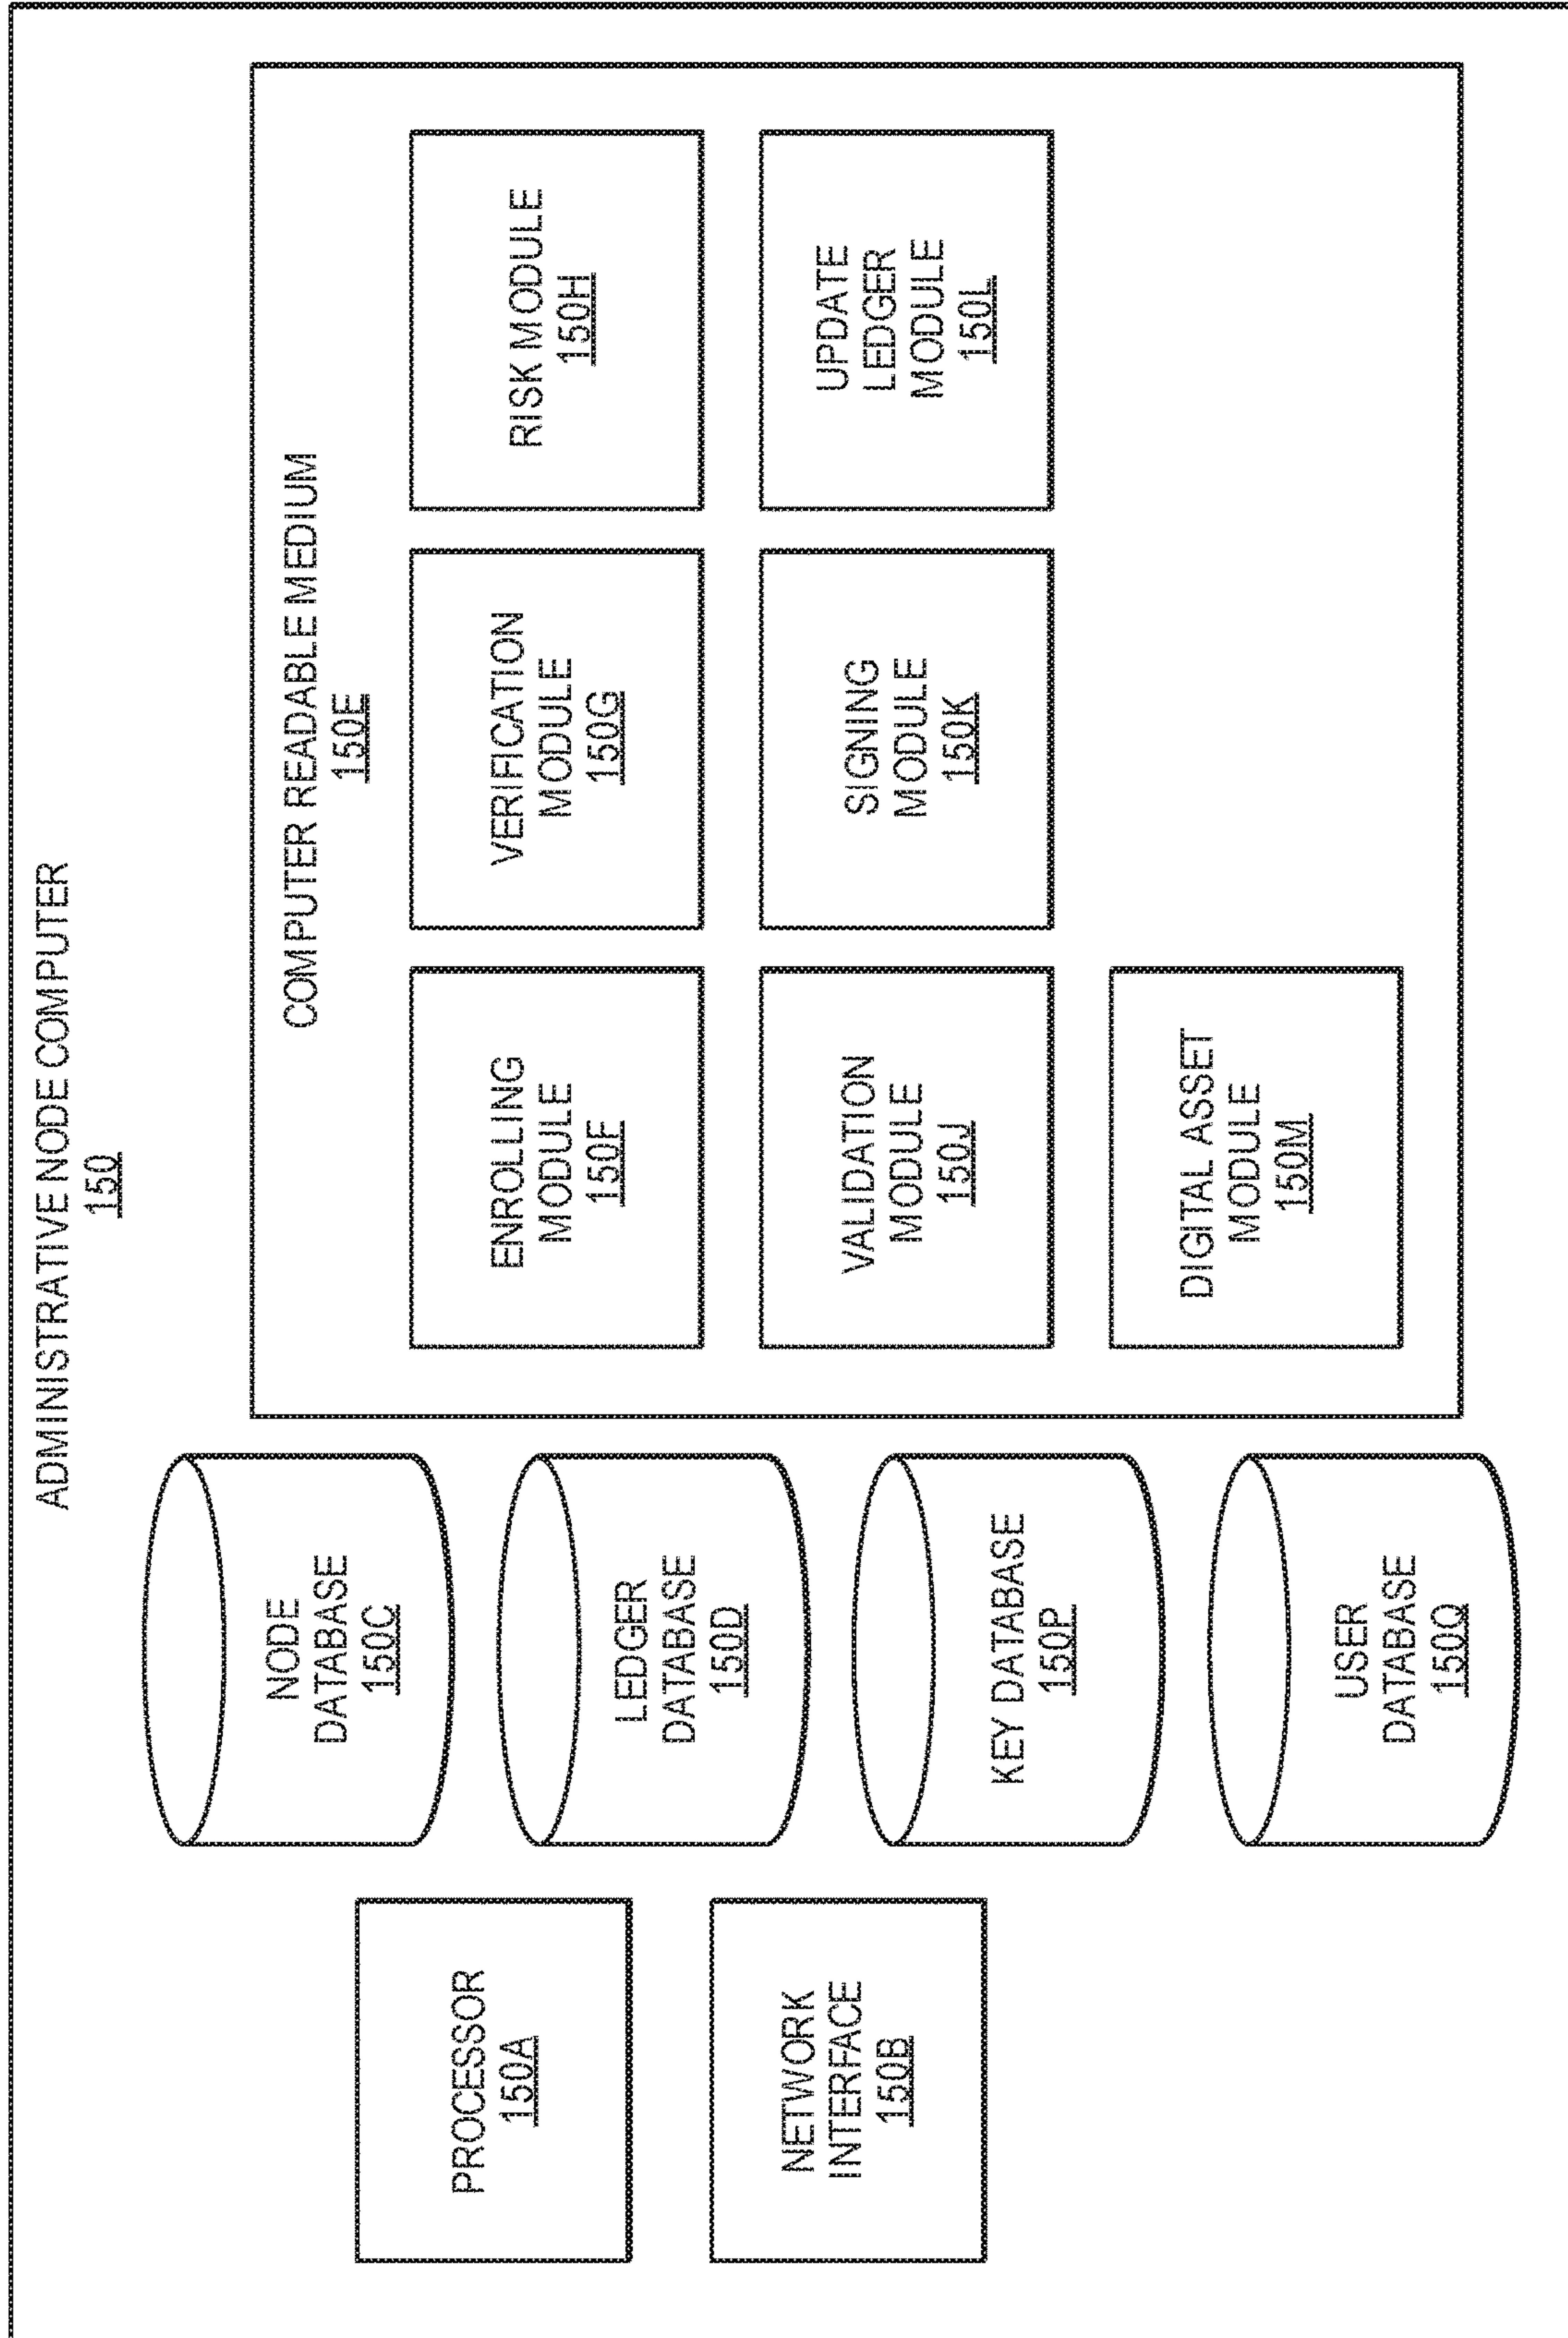 ADMINISTRATIVE NODE COMPUTER
150
PROCESSOR
150A
NETWORK
INTERFACE
150B
NODE
DATABASE
150C
LEDGER
DATABASE
150D
KEY DATABASE
150P
USER
DATABASE
150Q
COMPUTER READABLE MEDIUM
150E
ENROLLING
MODULE
150F
VERIFICATION
MODULE
150G
RISK MODULE
150H
VALIDATION
MODULE
150J
SIGNING
MODULE
150K
UPDATE
LEDGER
MODULE
150L
DIGITAL ASSET
MODULE
150M